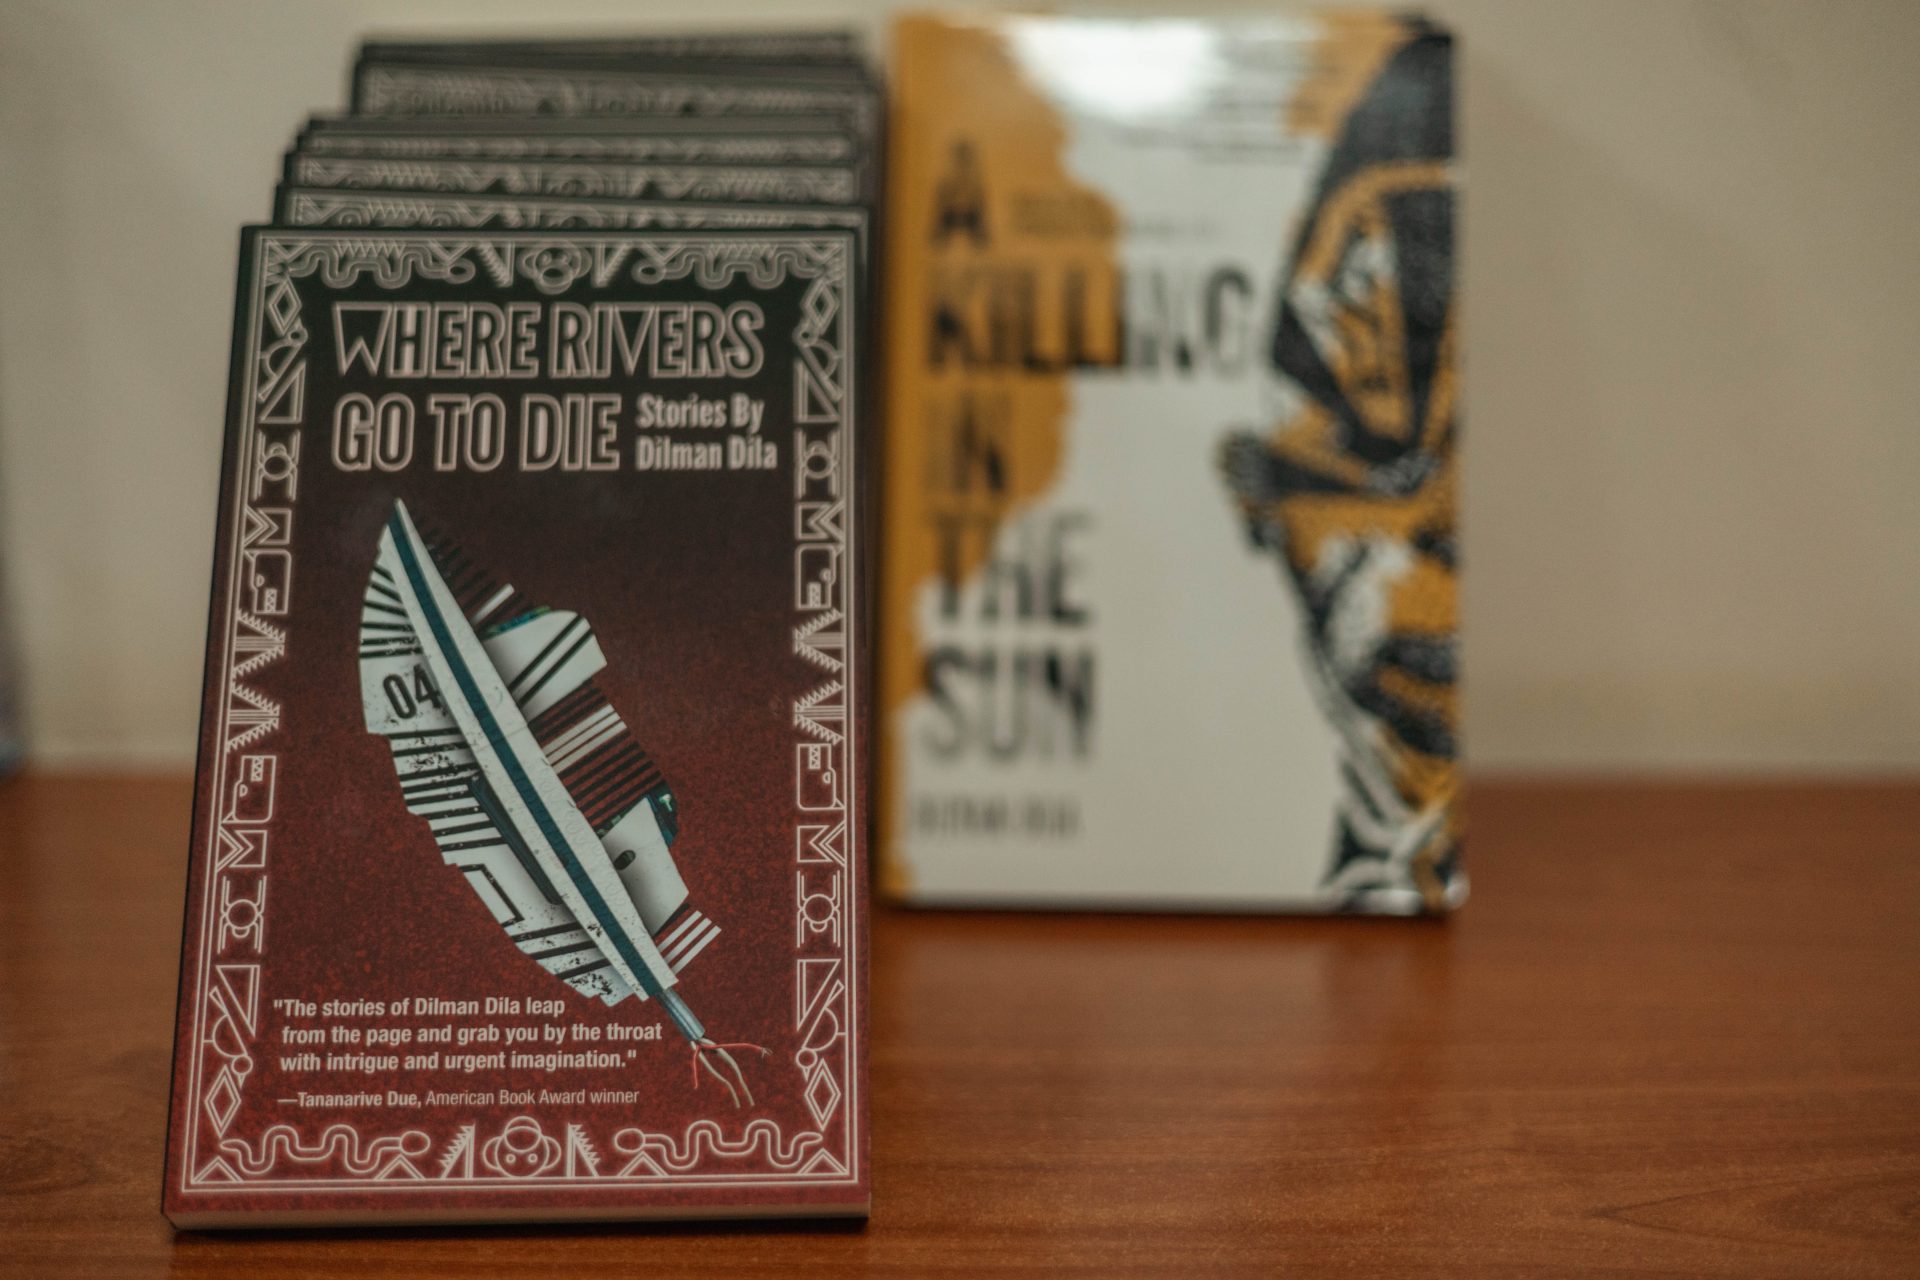 WHERE RIVERS
GO TO DIE
Stories By
Dilman Dila
04
"The stories of Dilman Dila leap
from the page and grab you by the throat
with intrigue and urgent imagination."
—Tananarive Due, American Book Award winner
A
KILLING
IN
THE
SUN